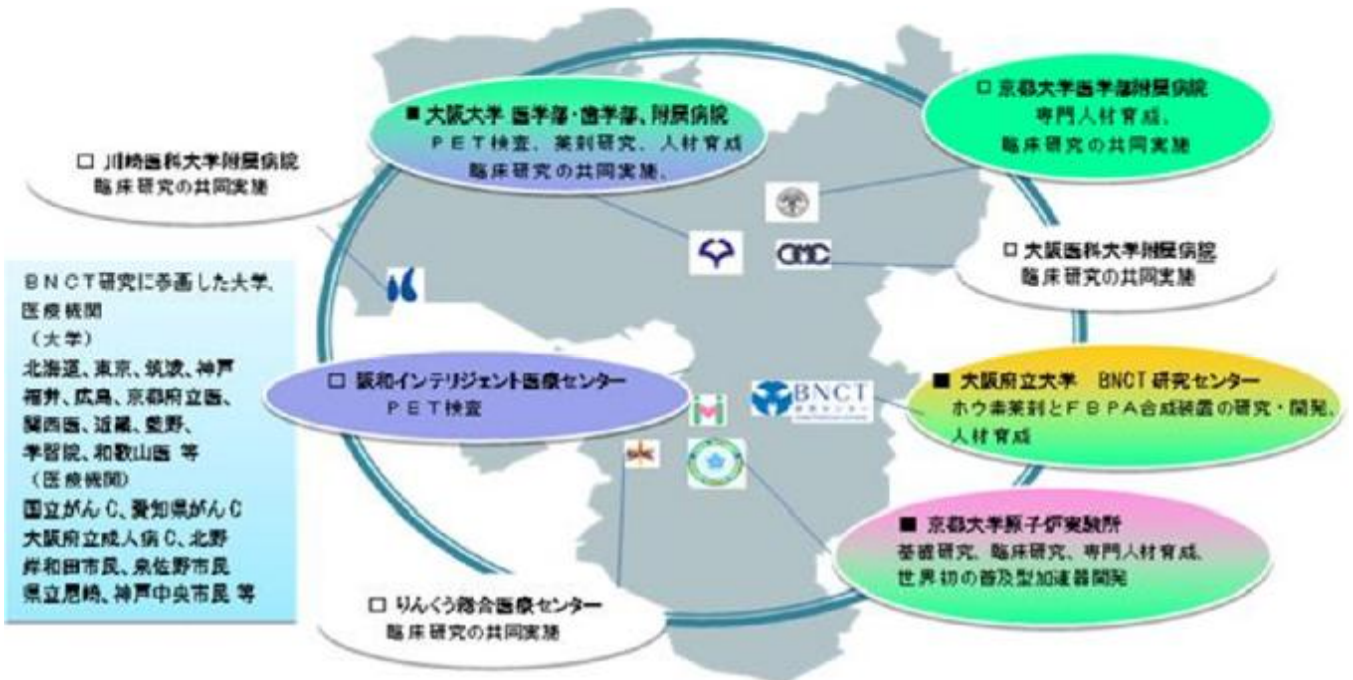 ■ 大阪大学 医学部・歯学部、附属病院
PET検査、薬剤研究、人材育成
臨床研究の共同実施、
□ 京都大学医学部附属病院
専門人材育成、
臨床研究の共同実施
□ 川崎医科大学附属病院
臨床研究の共同実施
OMC
□ 大阪医科大学附属病院
臨床研究の共同実施
BNCT研究に参画した大学、
医療機関
(大学)
北海道、東京、筑波、神戸
福井、広島、京都府立医、
関西医、近畿、藍野、
学習院、和歌山医 等
(医療機関)
国立がんC、愛知県がんC
大阪府立成人病C、北野
岸和田市民、泉佐野市民
県立尼崎、神戸中央市民 等
□ 阪和インテリジェント医療センター
PET検査
BNCT
■ 大阪府立大学 BNCT研究センター
ホウ素薬剤とFBPA合成装置の研究・開発、
人材育成
■ 京都大学原子炉実験所
基礎研究、臨床研究、専門人材育成、
世界初の普及型加速器開発
□ りんくう総合医療センター
臨床研究の共同実施